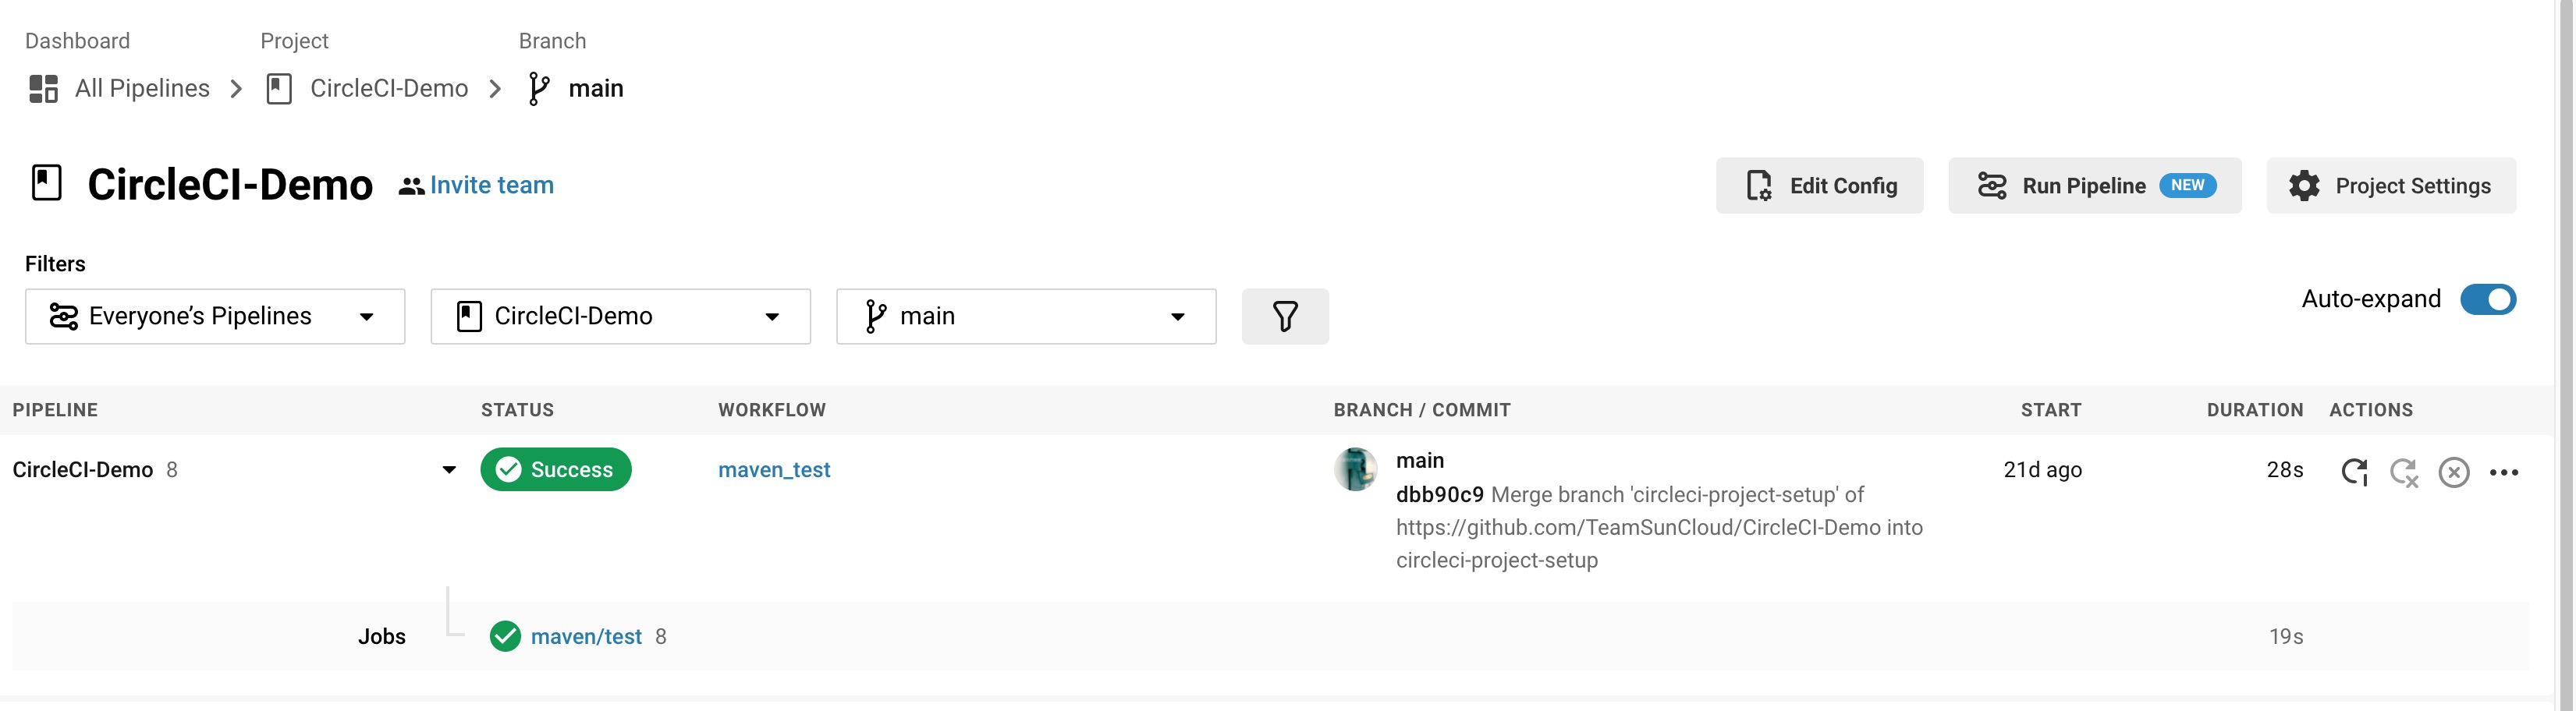 Dashboard Project Branch
All Pipelines CircleCI-Demo main
CircleCI-Demo Invite team Edit Config Run Pipeline NEW Project Settings
Filters
Everyone’s Pipelines CircleCI-Demo main Auto-expand
PIPELINE STATUS WORKFLOW BRANCH / COMMIT START DURATION ACTIONS
CircleCI-Demo 8 Success maven_test main 21d ago 28s
dbb90c9 Merge branch 'circleci-project-setup' of
https://github.com/TeamSunCloud/CircleCI-Demo into
circleci-project-setup
Jobs maven/test 8 19s